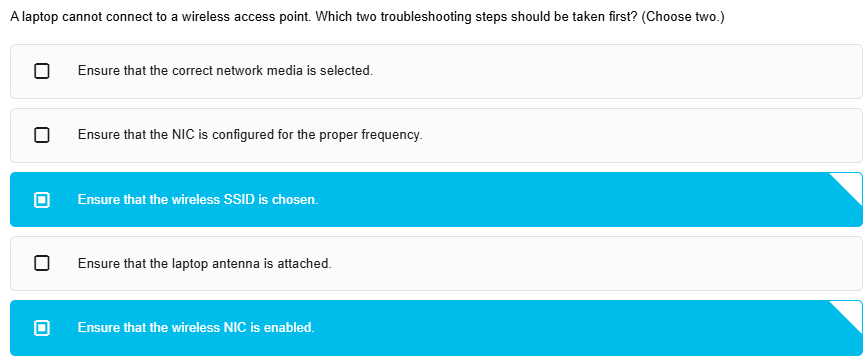 A laptop cannot connect to a wireless access point. Which two troubleshooting steps should be taken first? (Choose two.)
Ensure that the correct network media is selected.
Ensure that the NIC is configured for the proper frequency.
Ensure that the wireless SSID is chosen.
Ensure that the laptop antenna is attached.
Ensure that the wireless NIC is enabled.